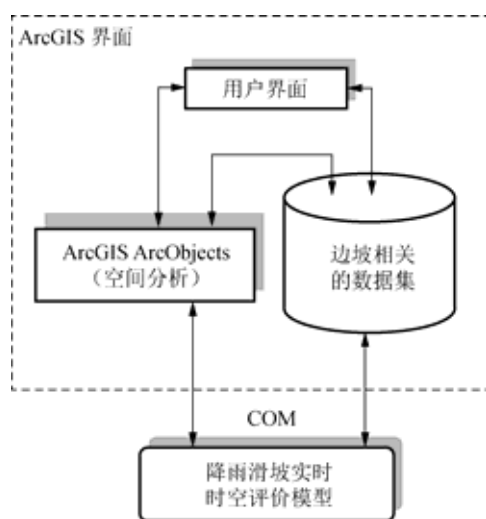 ArcGIS 界面
用户界面
ArcGIS ArcObjects
（空间分析）
边坡相关
的数据集
COM
降雨滑坡实时
时空评价模型